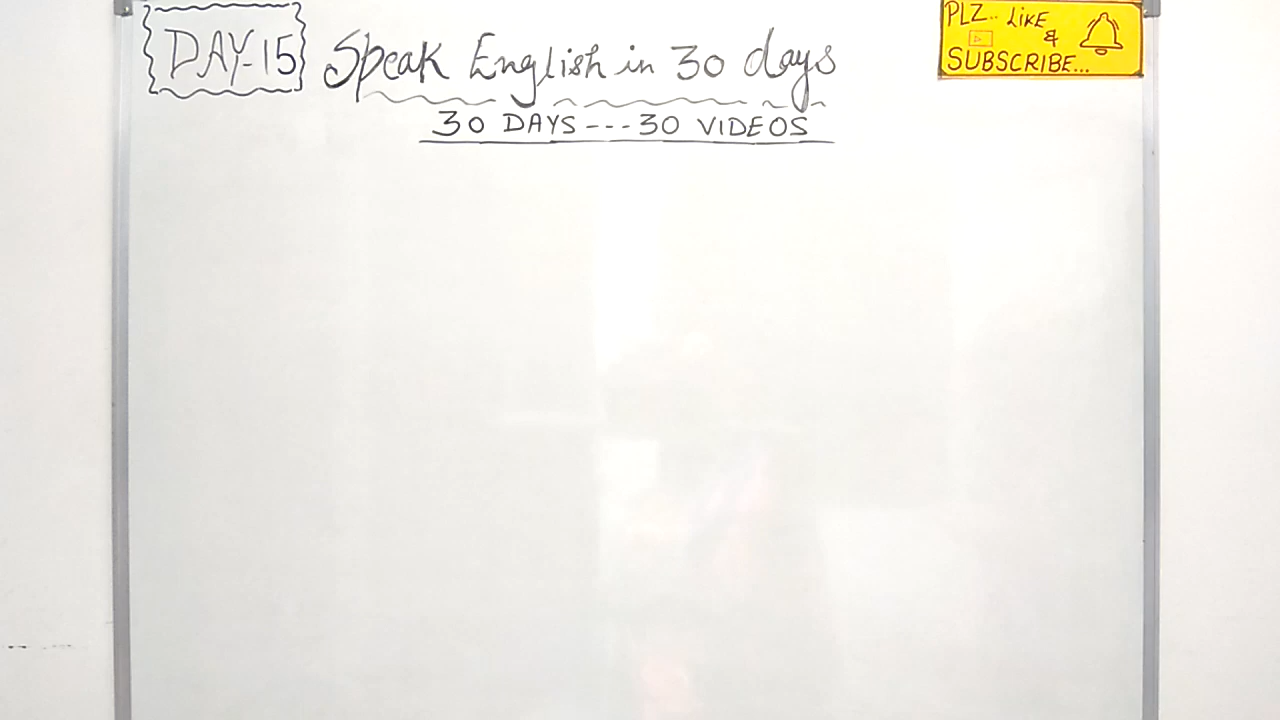 DAY-15
Speak English in 30 days
30 DAYS---30 VIDEOS
PLZ.. LiKE
&
SUBSCRIBE...